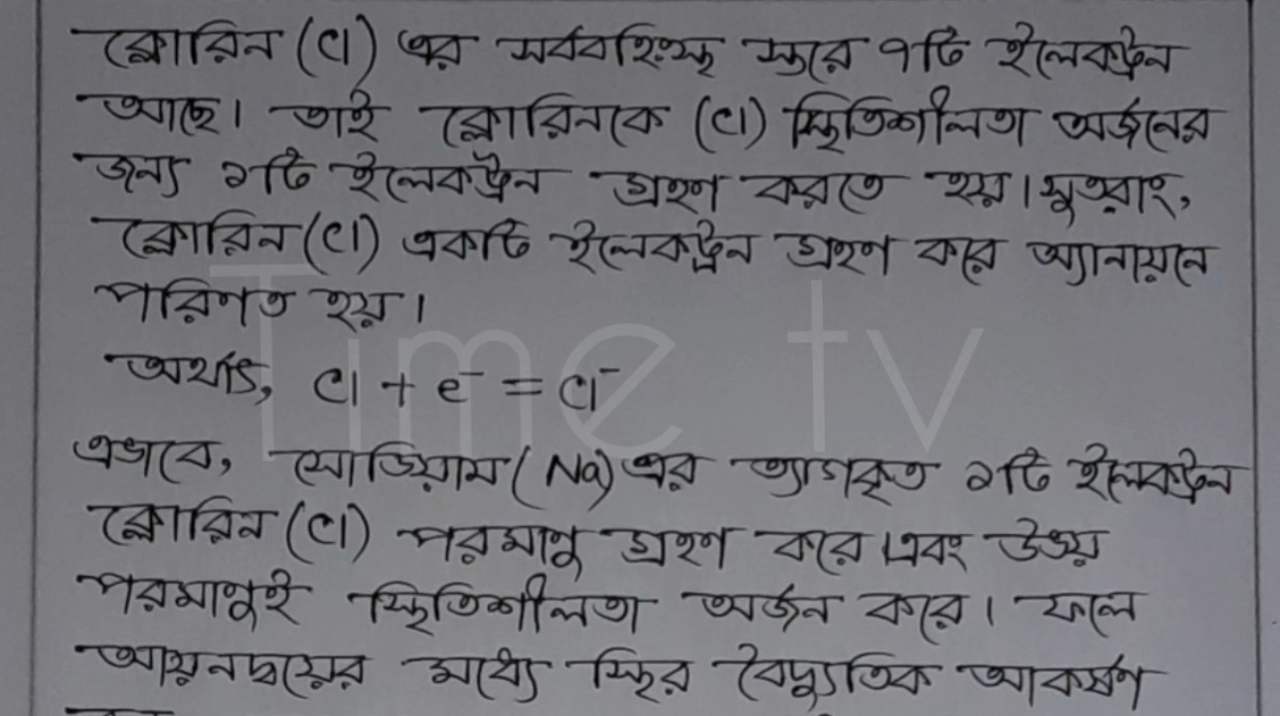 ক্লোরিন (Cl) এর সর্ববহিঃস্থ স্তরে ৭টি ইলেকট্রন
আছে। তাই ক্লোরিনকে (Cl) স্থিতিশীলতা অর্জনের
জন্য ১টি ইলেকট্রন গ্রহণ করতে হয়। সুতরাং,
ক্লোরিন (Cl) একটি ইলেকট্রন গ্রহণ করে অ্যানায়নে
পরিণত হয়।
অর্থাৎ, Cl + e⁻ = Cl⁻
Time tv
এভাবে, সোডিয়াম (Na) এর ত্যাগকৃত ১টি ইলেকট্রন
ক্লোরিন (Cl) পরমাণু গ্রহণ করে। এবং উভয়
পরমাণুই স্থিতিশীলতা অর্জন করে। ফলে
আয়নদ্বয়ের মধ্যে স্থির বৈদ্যুতিক আকর্ষণ